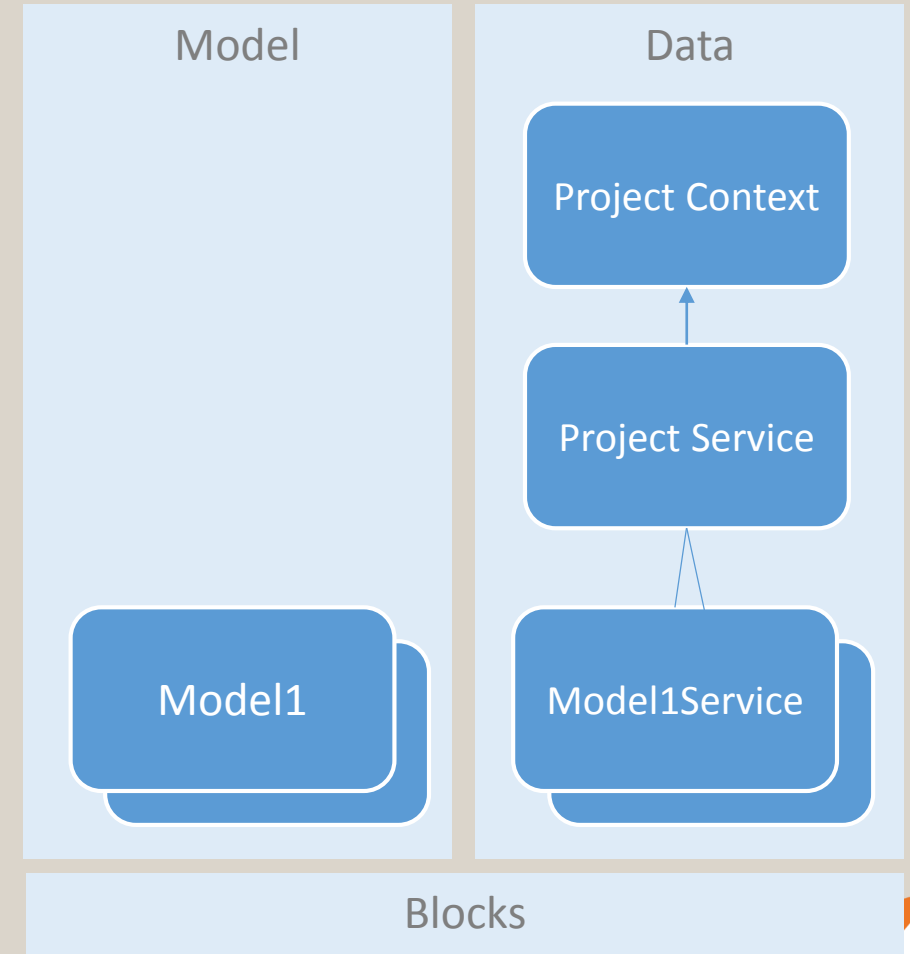 Model
Data
Project Context
Project Service
Model1
Model1Service
Blocks